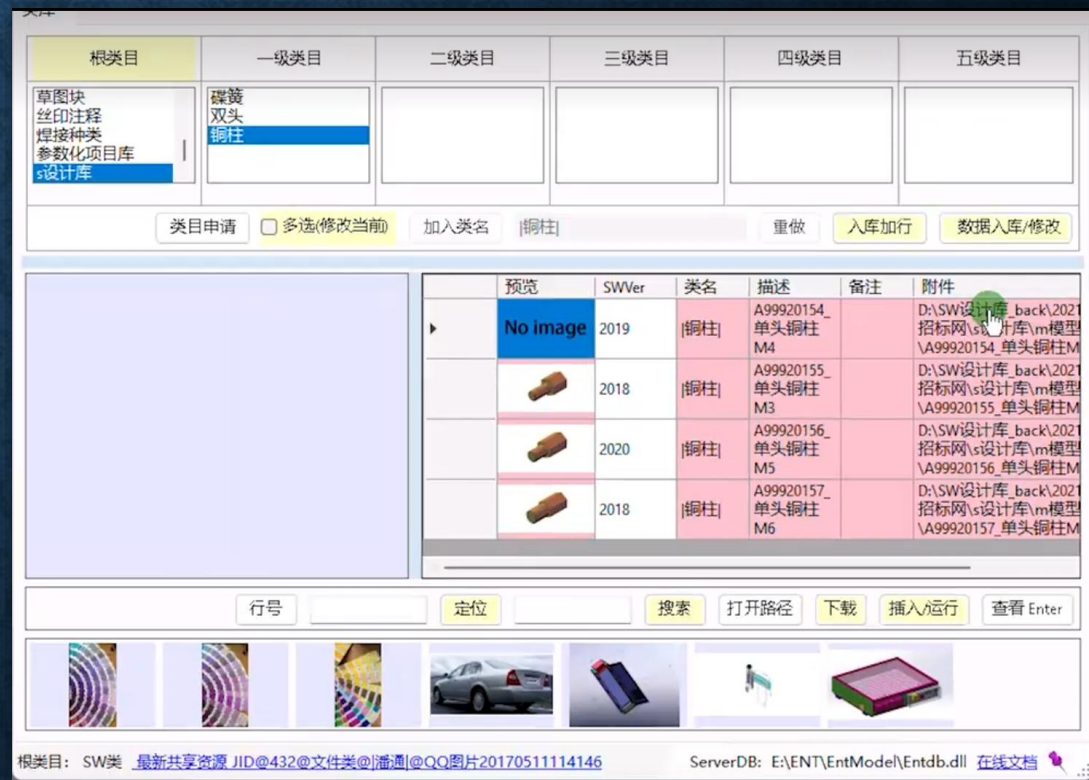 根类目 一级类目 二级类目 三级类目 四级类目 五级类目
草图块
丝印注释
焊接种类
参数化项目库
s设计库
碟簧
双头
铜柱
类目申请 多选(修改当前) 加入类名 |铜柱| 重做 入库加行 数据入库/修改
预览 SWVer 类名 描述 备注 附件
No image 2019 |铜柱|
A99920154_
单头铜柱
M4
D:\SW设计库_back\2021
招标网\s设计库\m模型
\A99920154_单头铜柱M
2018 |铜柱|
A99920155_
单头铜柱
M3
D:\SW设计库_back\2021
招标网\s设计库\m模型
\A99920155_单头铜柱M
2020 |铜柱|
A99920156_
单头铜柱
M5
D:\SW设计库_back\2021
招标网\s设计库\m模型
\A99920156_单头铜柱M
2018 |铜柱|
A99920157_
单头铜柱
M6
D:\SW设计库_back\2021
招标网\s设计库\m模型
\A99920157_单头铜柱M
行号 定位 搜索 打开路径 下载 插入/运行 查看 Enter
根类目: SW类 最新共享资源 JID@432@文件类@|潘通|@QQ图片20170511114146 ServerDB: E:\ENT\EntModel\Entdb.dll 在线文档